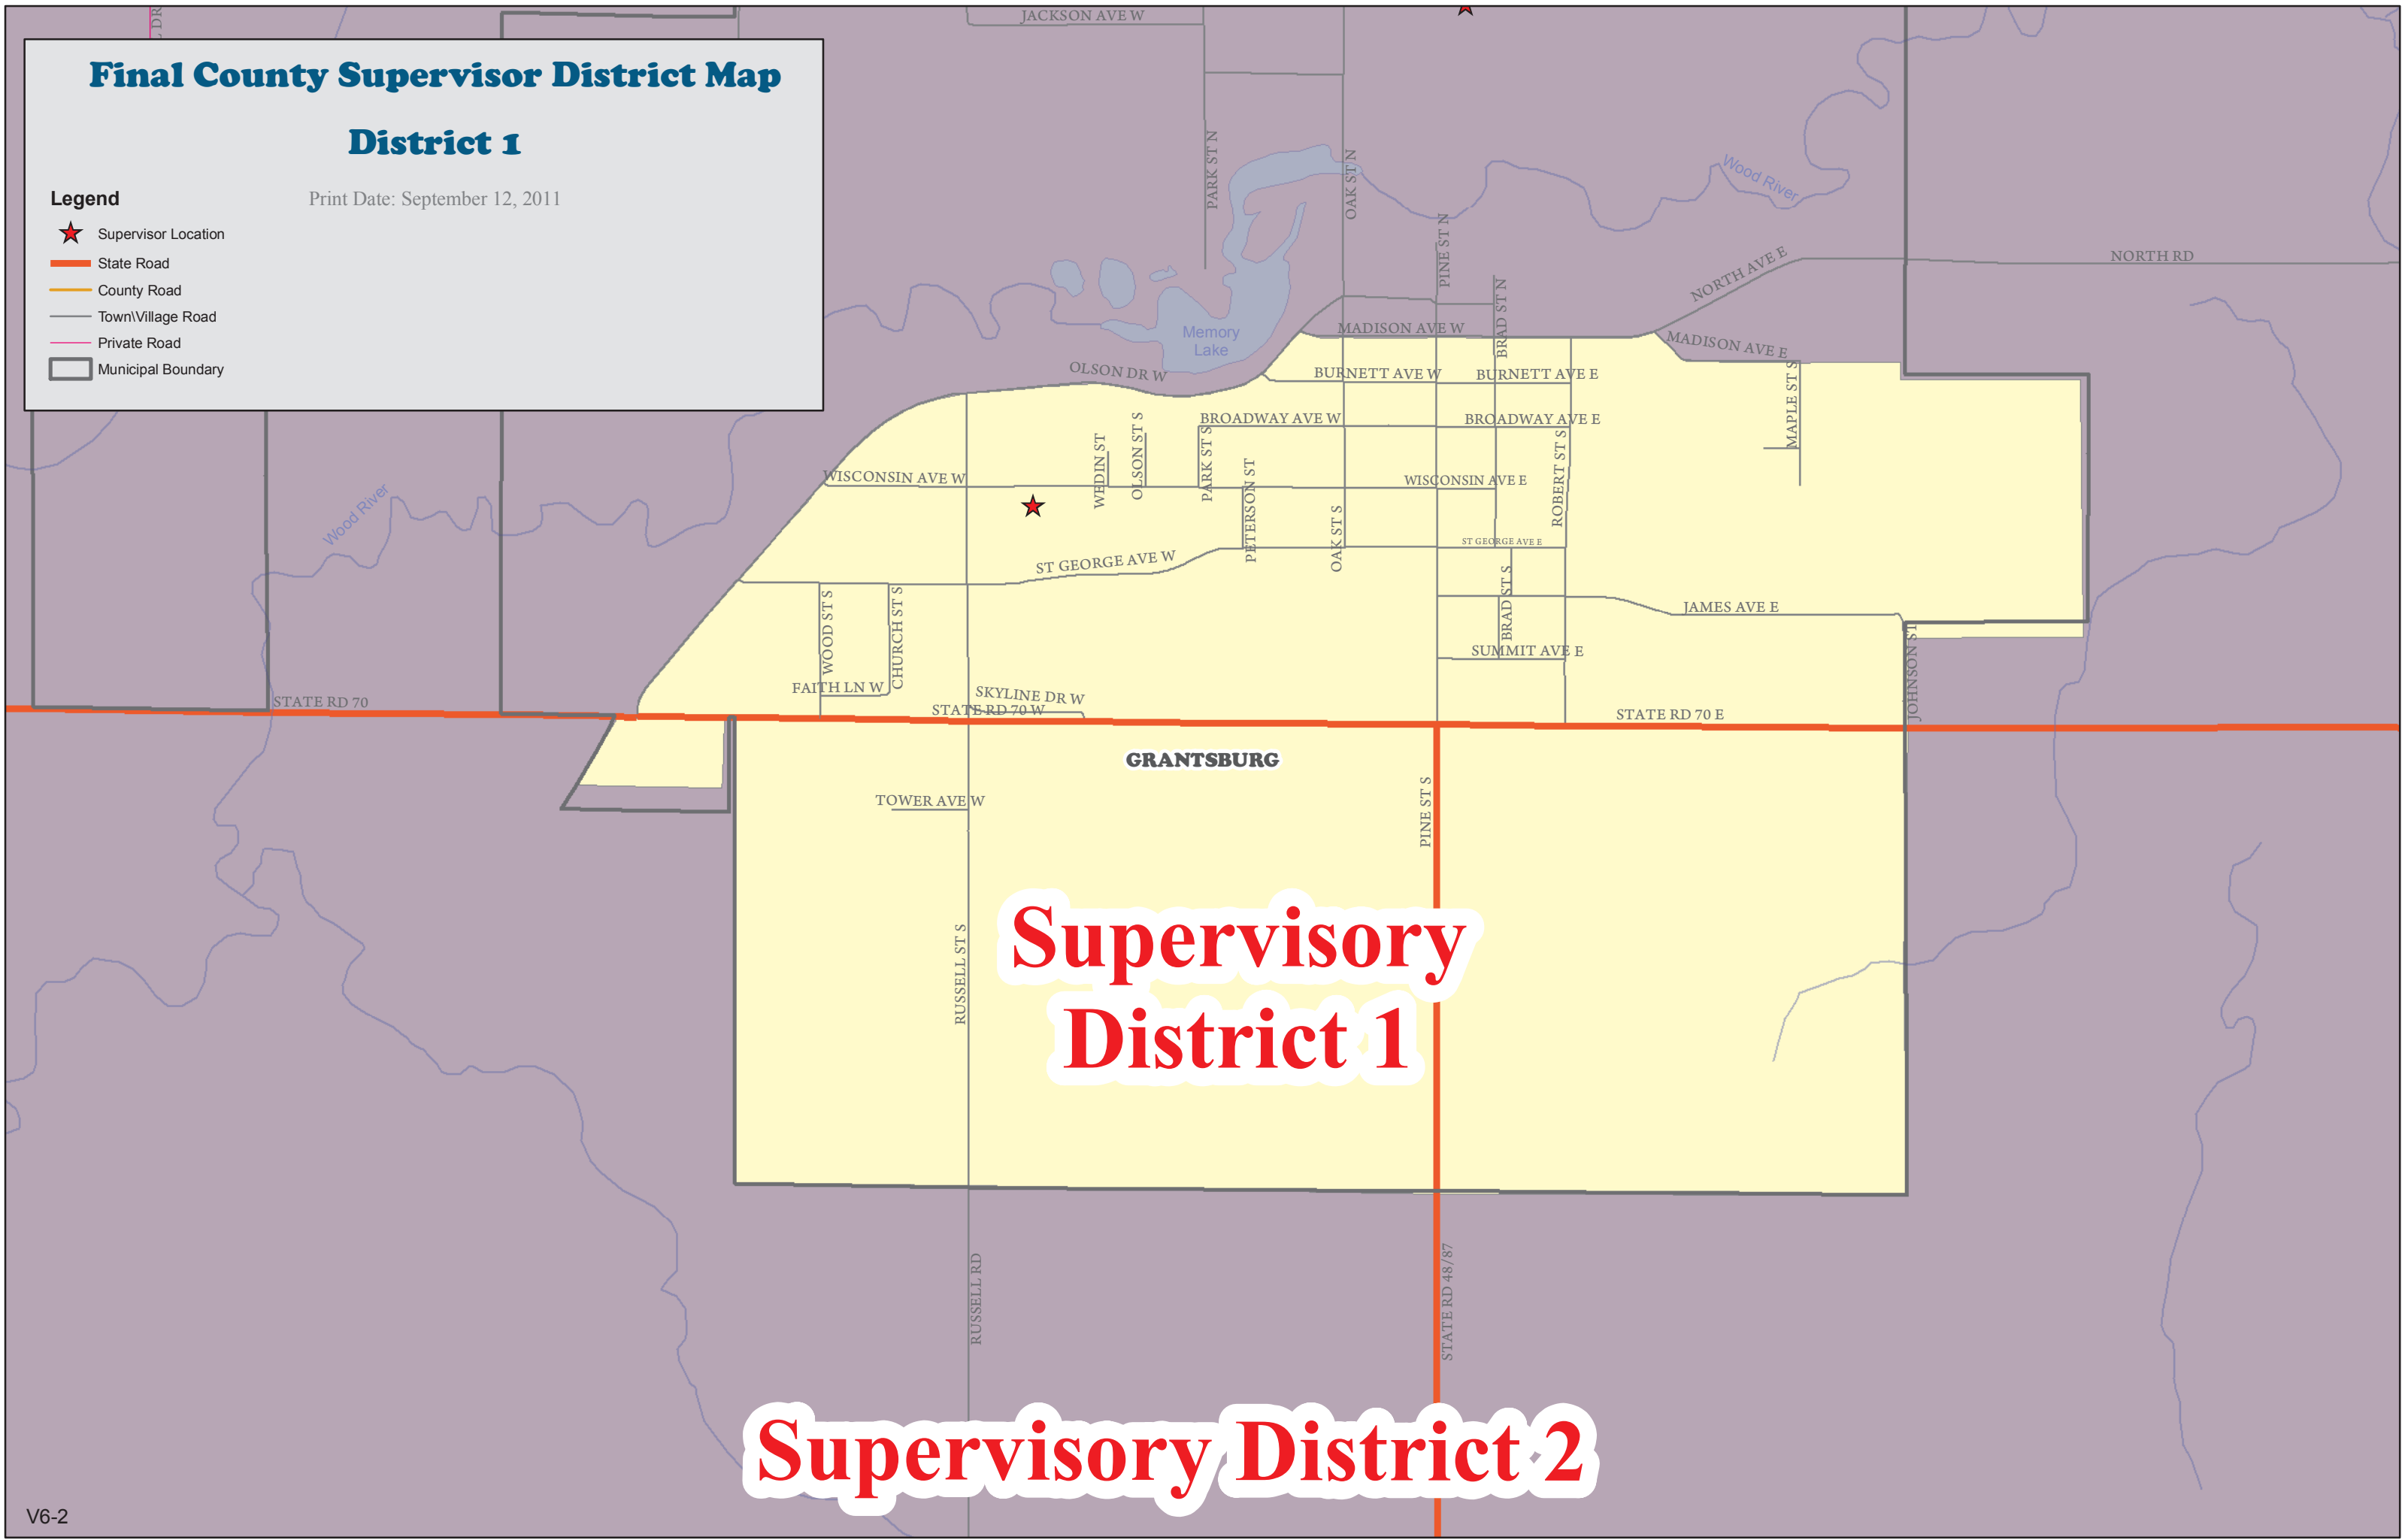 JACKSON AVE W
Final County Supervisor District Map
District 1
Print Date: September 12, 2011
Legend
Supervisor Location
State Road
County Road
Town\Village Road
Private Road
Municipal Boundary
PARK ST N
OAK ST N
PINE ST N
BRAD ST N
Wood River
NORTH AVE E
NORTH RD
Memory
Lake
MADISON AVE W
MADISON AVE E
OLSON DR W
BURNETT AVE W
BURNETT AVE E
BROADWAY AVE W
BROADWAY AVE E
MAPLE ST S
WEDIN ST
OLSON ST S
PARK ST S
PETERSON ST
OAK ST S
ROBERT ST S
WISCONSIN AVE W
WISCONSIN AVE E
Wood River
ST GEORGE AVE W
ST GEORGE AVE E
WOOD ST S
CHURCH ST S
BRAD ST S
JAMES AVE E
SUMMIT AVE E
JOHNSON ST
FAITH LN W
SKYLINE DR W
STATE RD 70
STATE RD 70 W
STATE RD 70 E
GRANTSBURG
TOWER AVE W
PINE ST S
RUSSELL ST S
Supervisory
District 1
RUSSELL RD
STATE RD 48/87
Supervisory District 2
V6-2